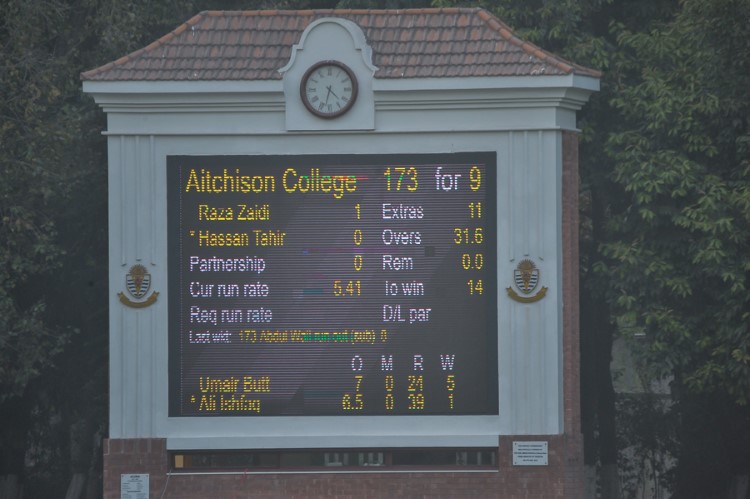 Aitchison College 173 for 9
Raza Zaidi 1 Extras 11
* Hassan Tahir 0 Overs 31.6
Partnership 0 Rem 0.0
Cur run rate 5.41 To win 14
Req run rate D/L par
Last wkt: 173 Abdul Wali run out (sub) 0
O M R W
Umair Butt 7 0 24 5
* Ali Ishfaq 6.5 0 39 1